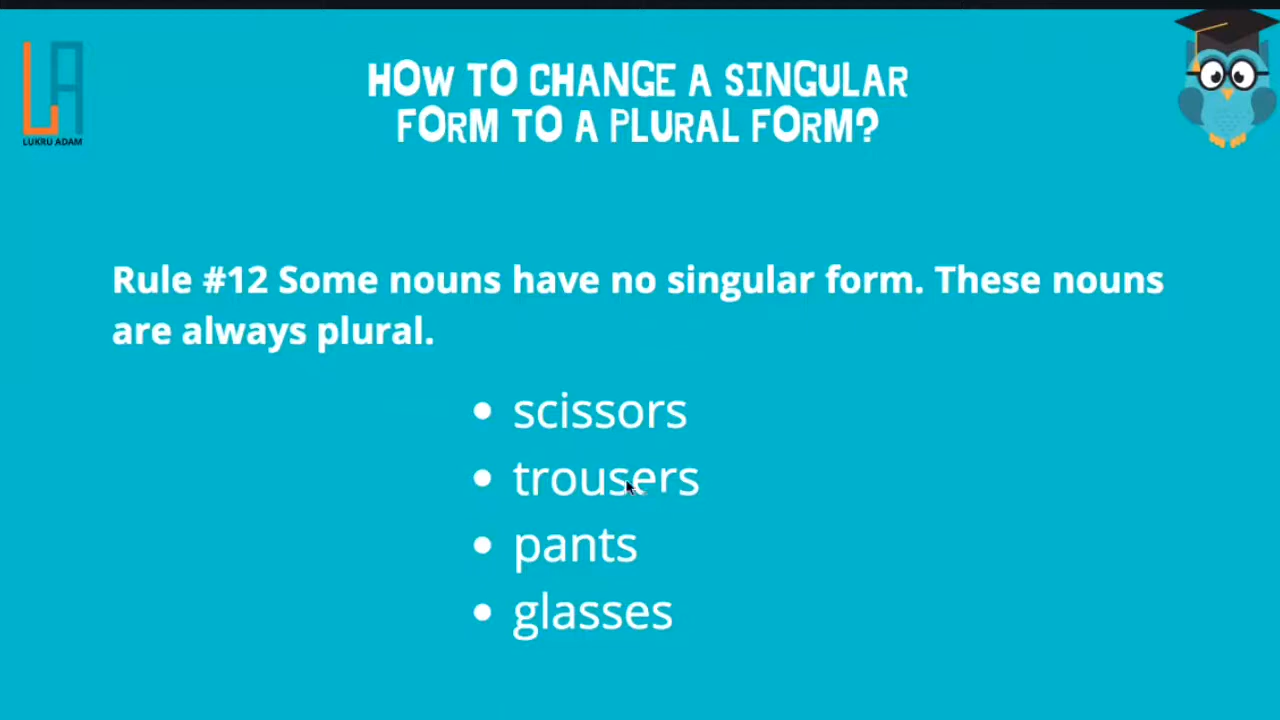 LUKRU ADAM
HOW TO CHANGE A SINGULAR
FORM TO A PLURAL FORM?
Rule #12 Some nouns have no singular form. These nouns
are always plural.
• scissors
• trousers
• pants
• glasses